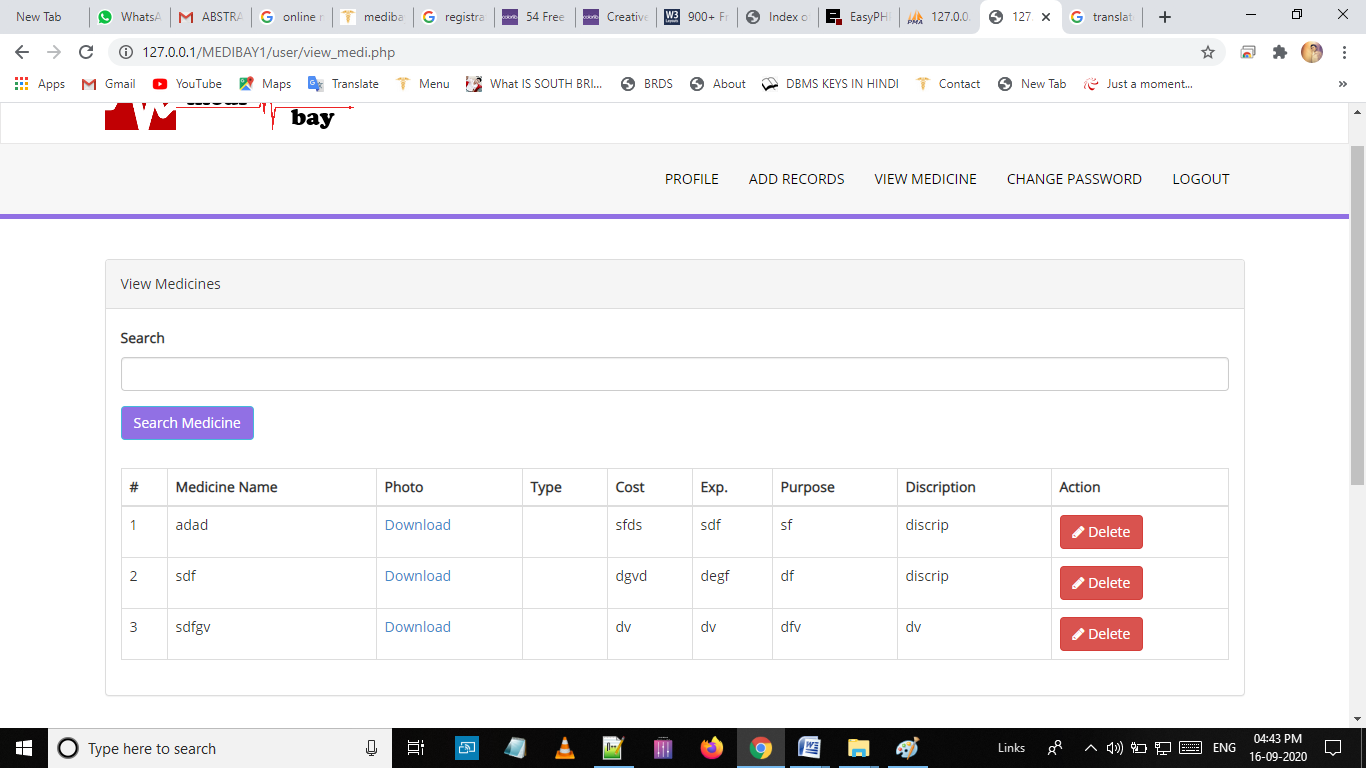 New Tab WhatsA ABSTRA online r mediba registra 54 Free Creative 900+ Fr Index o EasyPHP 127.0.0. 127. translat
127.0.0.1/MEDIBAY1/user/view_medi.php
Apps Gmail YouTube Maps Translate Menu What IS SOUTH BRI... BRDS About DBMS KEYS IN HINDI Contact New Tab Just a moment... »
bay
PROFILE ADD RECORDS VIEW MEDICINE CHANGE PASSWORD LOGOUT
View Medicines
Search
Search Medicine
# Medicine Name Photo Type Cost Exp. Purpose Discription Action
1 adad Download sfds sdf sf discrip Delete
2 sdf Download dgvd degf df discrip Delete
3 sdfgv Download dv dv dfv dv Delete
Type here to search Links ENG 04:43 PM
16-09-2020